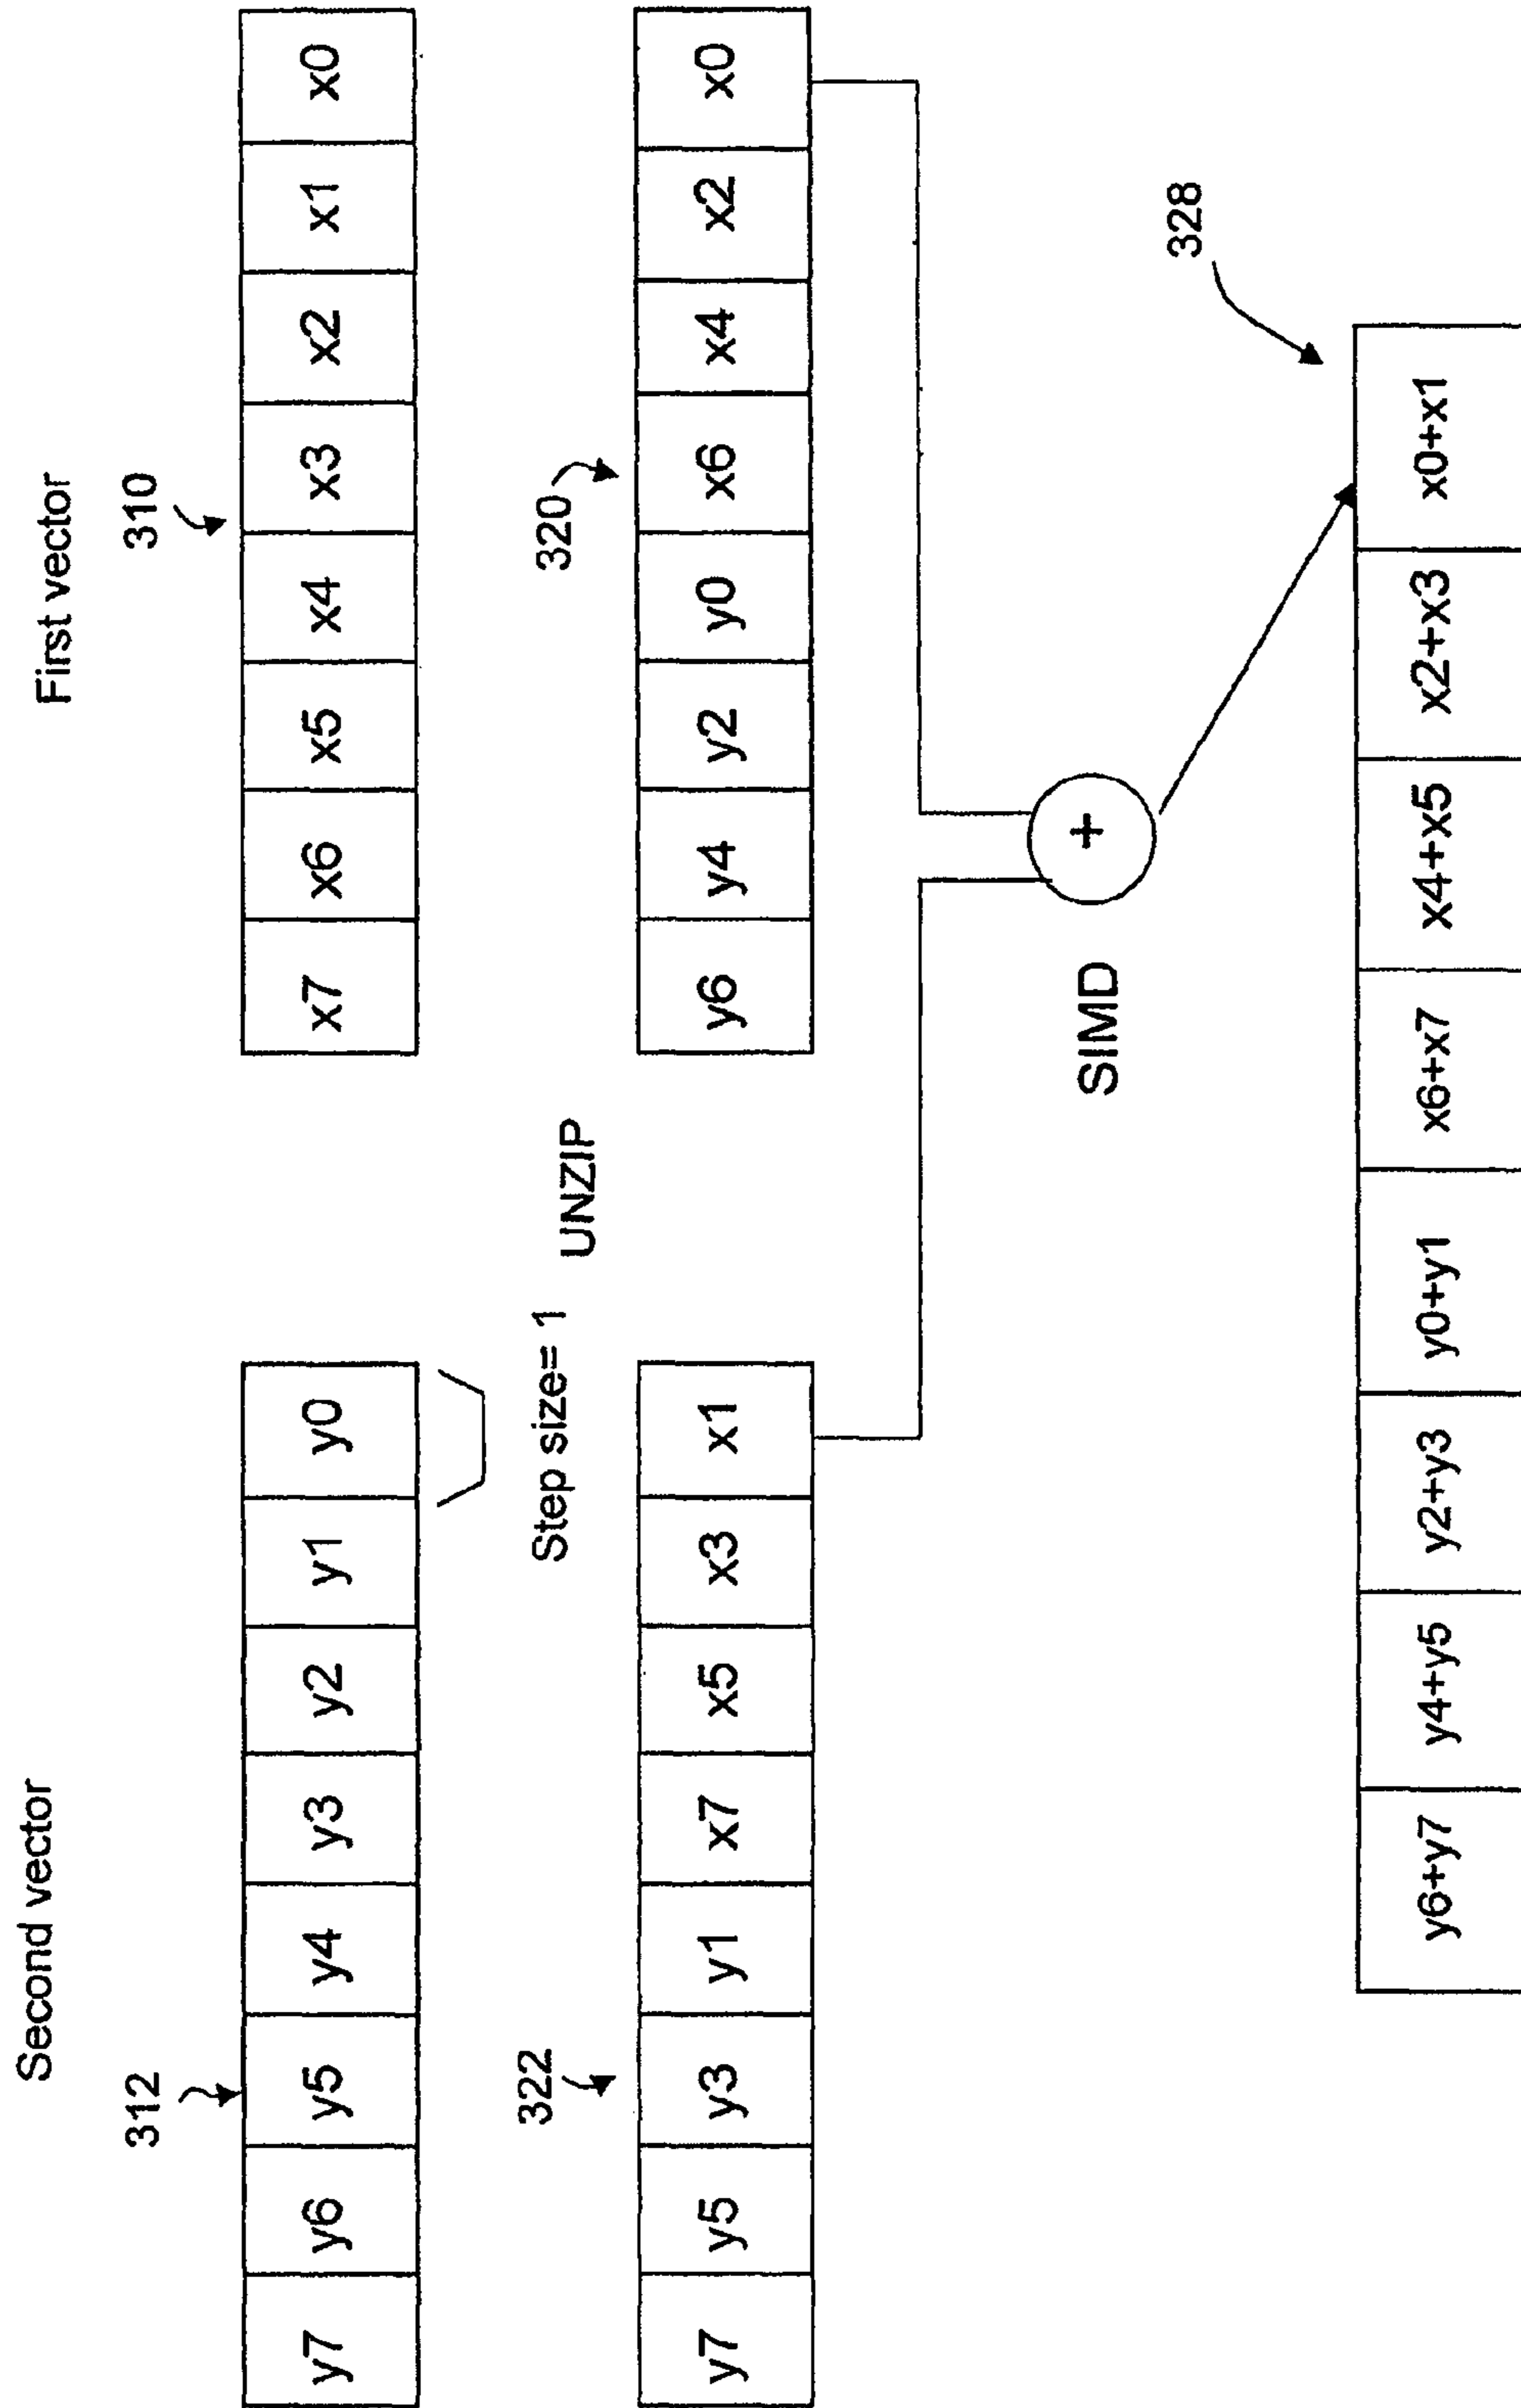 Second vector
First vector
312
310
y7 y6 y5 y4 y3 y2 y1 y0
x7 x6 x5 x4 x3 x2 x1 x0
Step size= 1
UNZIP
322
320
y7 y5 y3 y1 x7 x5 x3 x1
y6 y4 y2 y0 x6 x4 x2 x0
SIMD
+
328
y6+y7 y4+y5 y2+y3 y0+y1 x6+x7 x4+x5 x2+x3 x0+x1